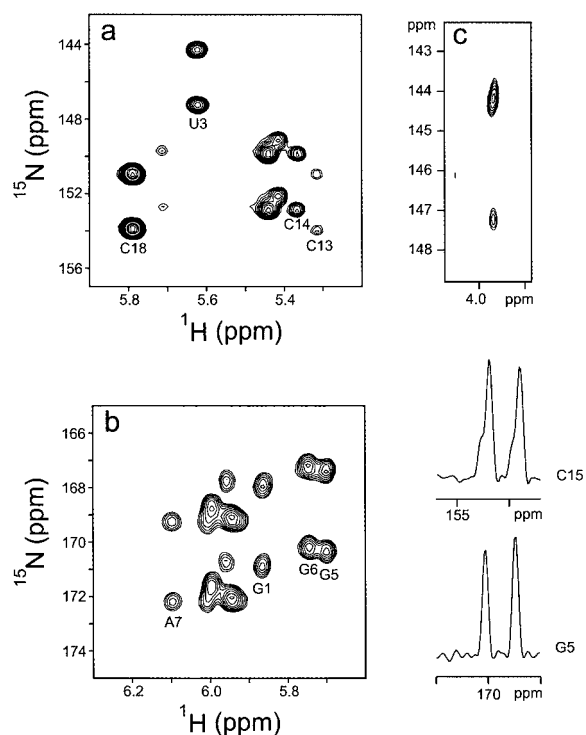 a
144
148
152
156
15N (ppm)
U3
C18
C14
C13
5.8 5.6 5.4
1H (ppm)
b
166
168
170
172
174
15N (ppm)
A7
G1
G6 G5
6.2 6.0 5.8
1H (ppm)
ppm
c
143
144
145
146
147
148
4.0 ppm
C15
155 ppm
G5
170 ppm